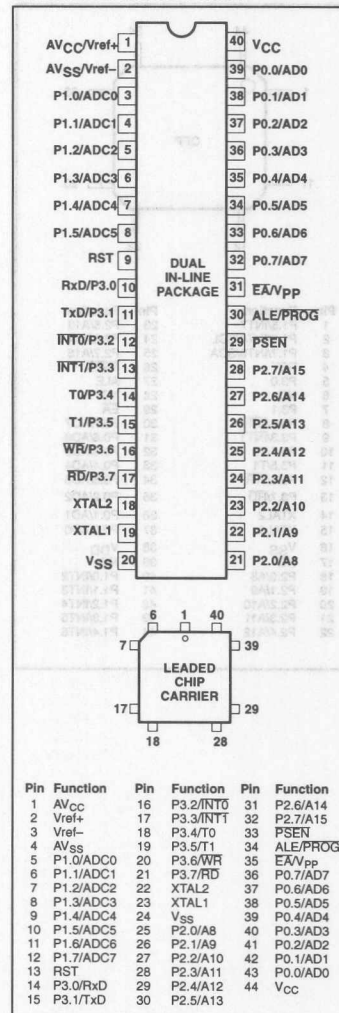 AVCC/Vref+ 1 40 VCC
AVSS/Vref– 2 39 P0.0/AD0
P1.0/ADC0 3 38 P0.1/AD1
P1.1/ADC1 4 37 P0.2/AD2
P1.2/ADC2 5 36 P0.3/AD3
P1.3/ADC3 6 35 P0.4/AD4
P1.4/ADC4 7 34 P0.5/AD5
P1.5/ADC5 8 33 P0.6/AD6
RST 9 32 P0.7/AD7
RxD/P3.0 10 31 EA/VPP
TxD/P3.1 11 30 ALE/PROG
INT0/P3.2 12 29 PSEN
INT1/P3.3 13 28 P2.7/A15
T0/P3.4 14 27 P2.6/A14
T1/P3.5 15 26 P2.5/A13
WR/P3.6 16 25 P2.4/A12
RD/P3.7 17 24 P2.3/A11
XTAL2 18 23 P2.2/A10
XTAL1 19 22 P2.1/A9
VSS 20 21 P2.0/A8
DUAL
IN-LINE
PACKAGE
6 1 40
7 39
LEADED
CHIP
CARRIER
17 29
18 28
Pin Function Pin Function Pin Function
1 AVCC 16 P3.2/INT0 31 P2.6/A14
2 Vref+ 17 P3.3/INT1 32 P2.7/A15
3 Vref– 18 P3.4/T0 33 PSEN
4 AVSS 19 P3.5/T1 34 ALE/PROG
5 P1.0/ADC0 20 P3.6/WR 35 EA/VPP
6 P1.1/ADC1 21 P3.7/RD 36 P0.7/AD7
7 P1.2/ADC2 22 XTAL2 37 P0.6/AD6
8 P1.3/ADC3 23 XTAL1 38 P0.5/AD5
9 P1.4/ADC4 24 VSS 39 P0.4/AD4
10 P1.5/ADC5 25 P2.0/A8 40 P0.3/AD3
11 P1.6/ADC6 26 P2.1/A9 41 P0.2/AD2
12 P1.7/ADC7 27 P2.2/A10 42 P0.1/AD1
13 RST 28 P2.3/A11 43 P0.0/AD0
14 P3.0/RxD 29 P2.4/A12 44 VCC
15 P3.1/TxD 30 P2.5/A13